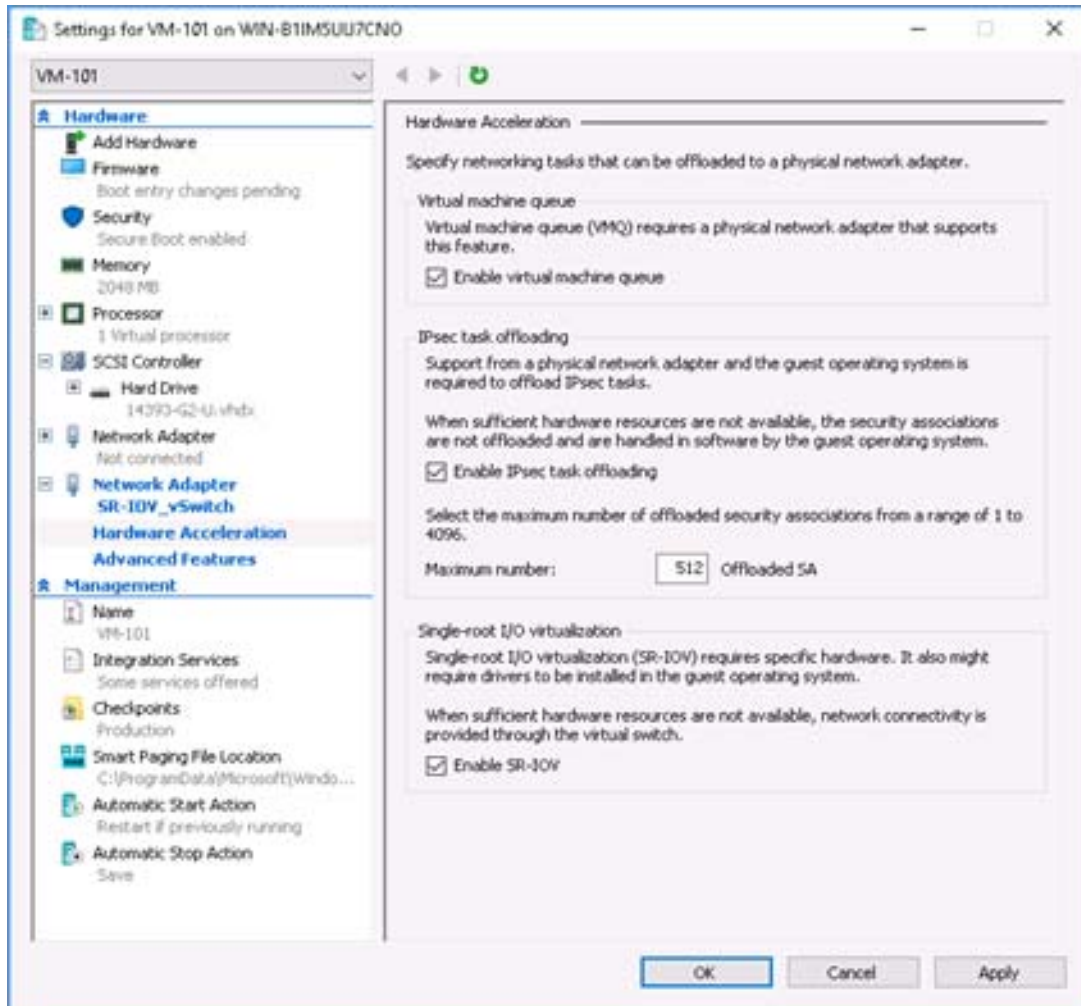 Settings for VM-101 on WIN-B1IM5UU7CN0
VM-101
Hardware
Add Hardware
Firmware
Boot entry changes pending
Security
Secure Boot enabled
Memory
2048 MB
Processor
1 Virtual processor
SCSI Controller
Hard Drive
14393-G2-U.vhdx
Network Adapter
Not connected
Network Adapter
SR-IOV_vSwitch
Hardware Acceleration
Advanced Features
Management
Name
VM-101
Integration Services
Some services offered
Checkpoints
Production
Smart Paging File Location
C:\ProgramData\Microsoft\Windo...
Automatic Start Action
Restart if previously running
Automatic Stop Action
Save
Hardware Acceleration
Specify networking tasks that can be offloaded to a physical network adapter.
Virtual machine queue
Virtual machine queue (VMQ) requires a physical network adapter that supports
this feature.
Enable virtual machine queue
IPsec task offloading
Support from a physical network adapter and the guest operating system is
required to offload IPsec tasks.
When sufficient hardware resources are not available, the security associations
are not offloaded and are handled in software by the guest operating system.
Enable IPsec task offloading
Select the maximum number of offloaded security associations from a range of 1 to
4096.
Maximum number: 512 Offloaded SA
Single-root I/O virtualization
Single-root I/O virtualization (SR-IOV) requires specific hardware. It also might
require drivers to be installed in the guest operating system.
When sufficient hardware resources are not available, network connectivity is
provided through the virtual switch.
Enable SR-IOV
OK Cancel Apply